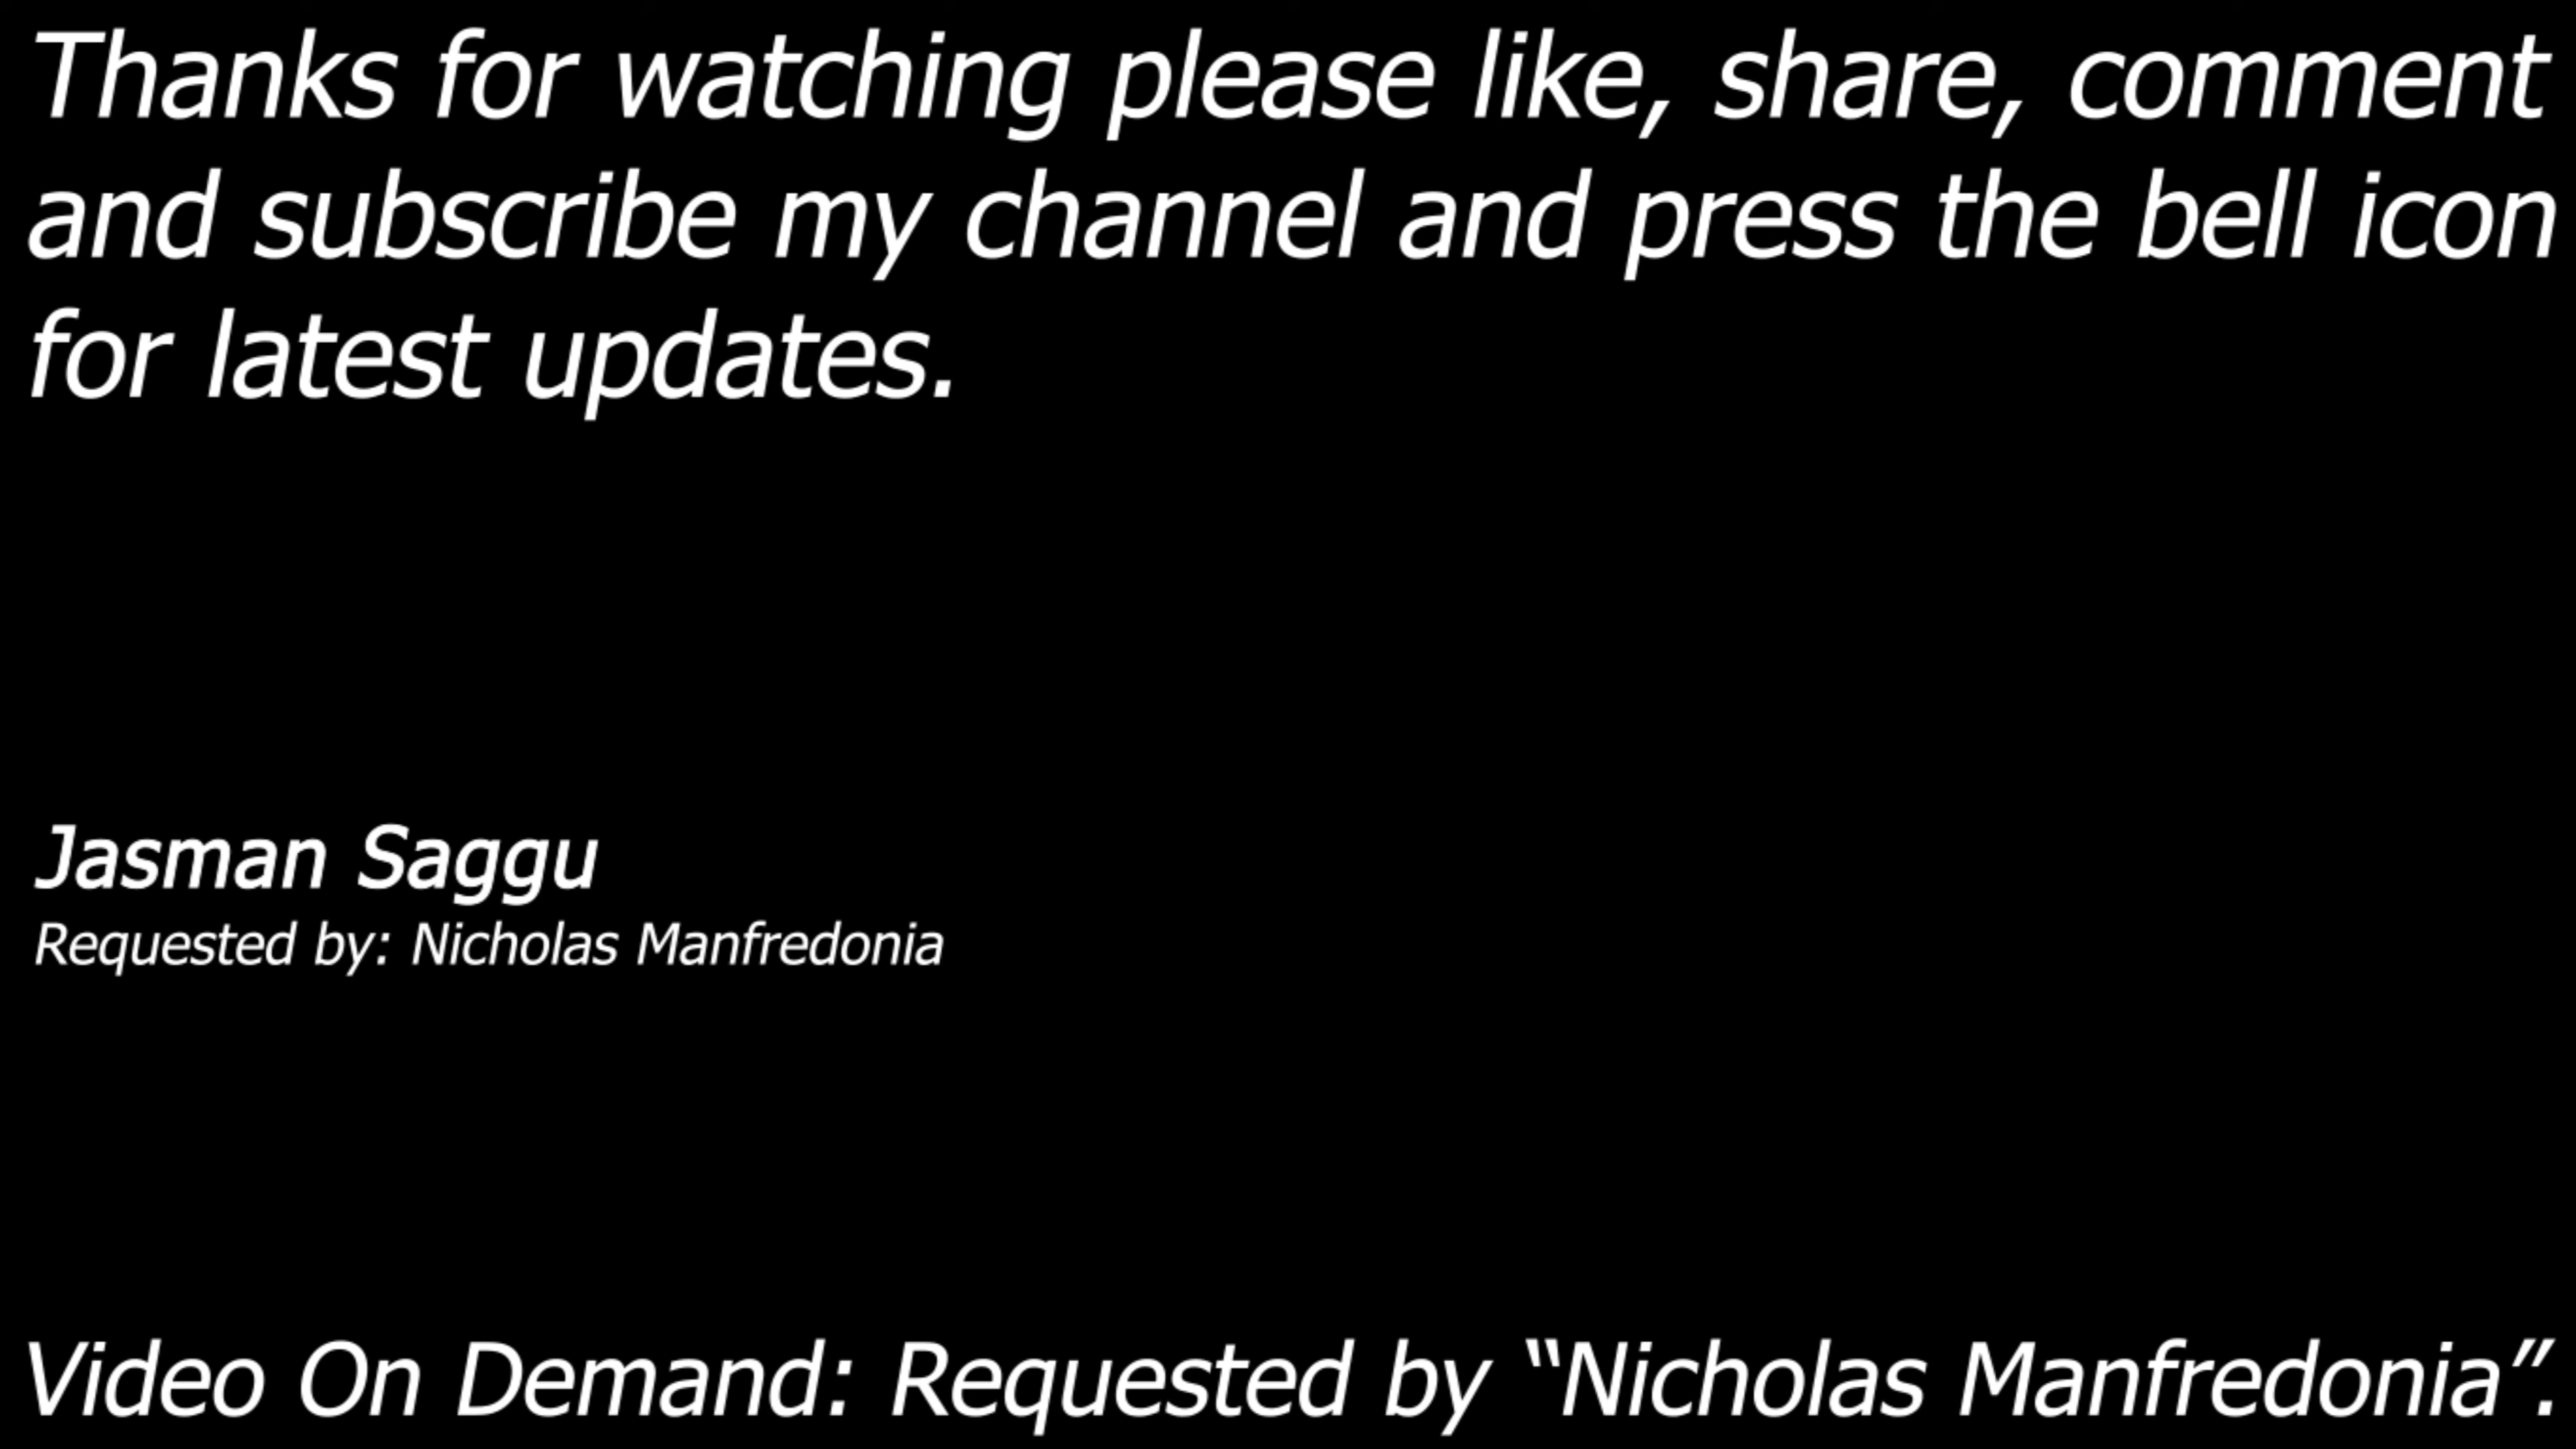 Thanks for watching please like, share, comment
and subscribe my channel and press the bell icon
for latest updates.
Jasman Saggu
Requested by: Nicholas Manfredonia
Video On Demand: Requested by “Nicholas Manfredonia”.